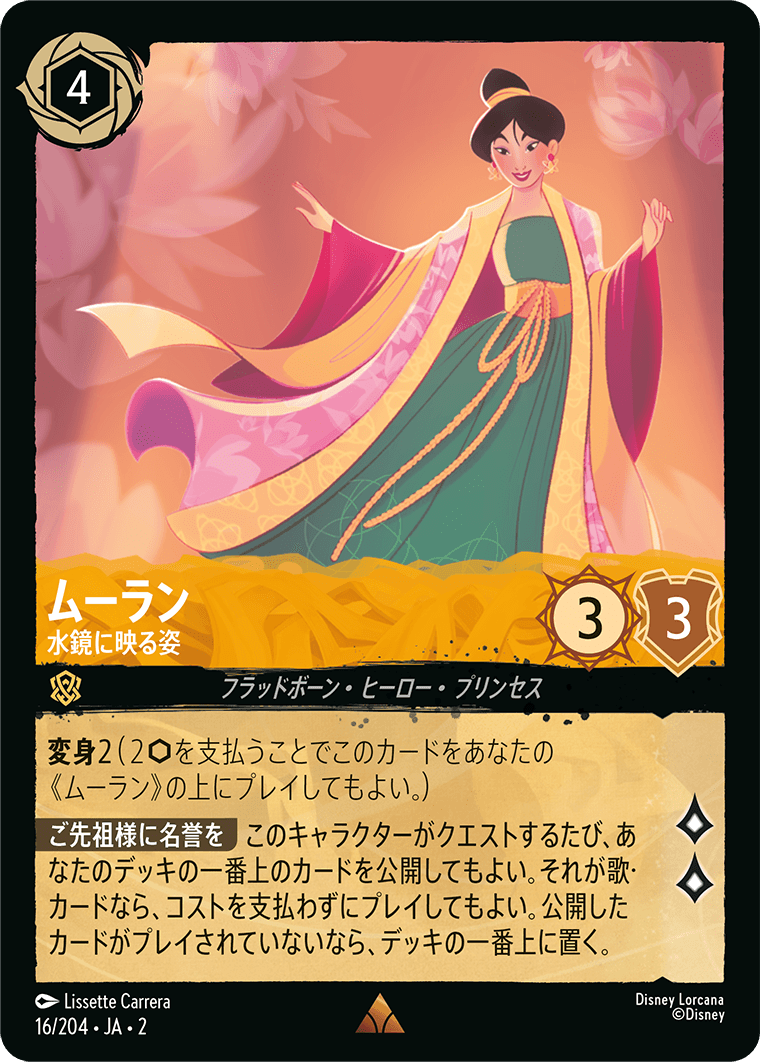 4
ムーラン
水鏡に映る姿
3
3
フラッドボーン・ヒーロー・プリンセス
変身2(2⬡を支払うことでこのカードをあなたの
《ムーラン》の上にプレイしてもよい。)
ご先祖様に名誉を このキャラクターがクエストするたび、あ
なたのデッキの一番上のカードを公開してもよい。それが歌・
カードなら、コストを支払わずにプレイしてもよい。公開した
カードがプレイされていないなら、デッキの一番上に置く。
Lissette Carrera
16/204・JA・2
Disney Lorcana
©Disney